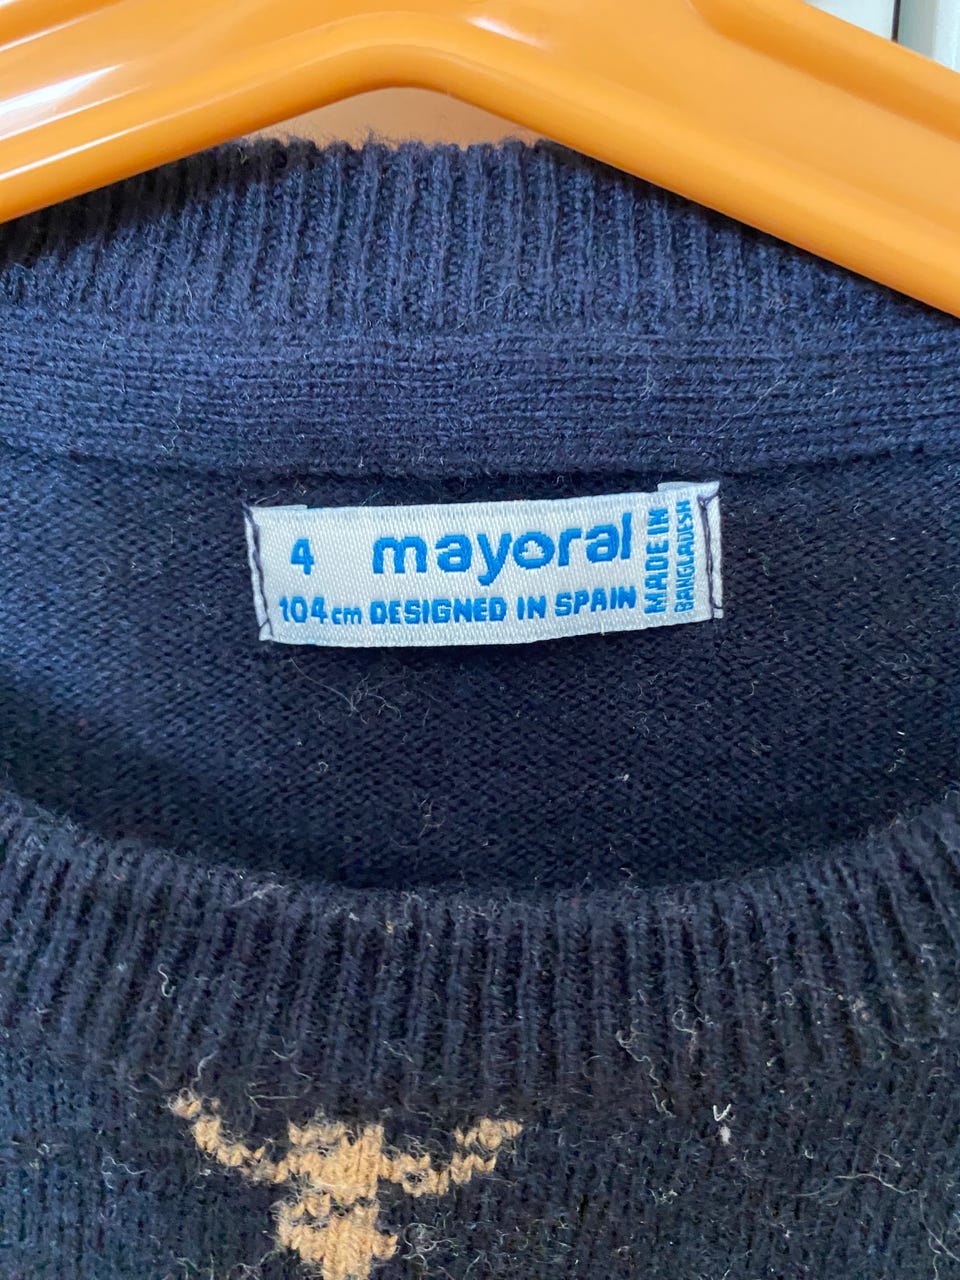 4 mayoral
104cm DESIGNED IN SPAIN
MADE IN
BANGLADESH